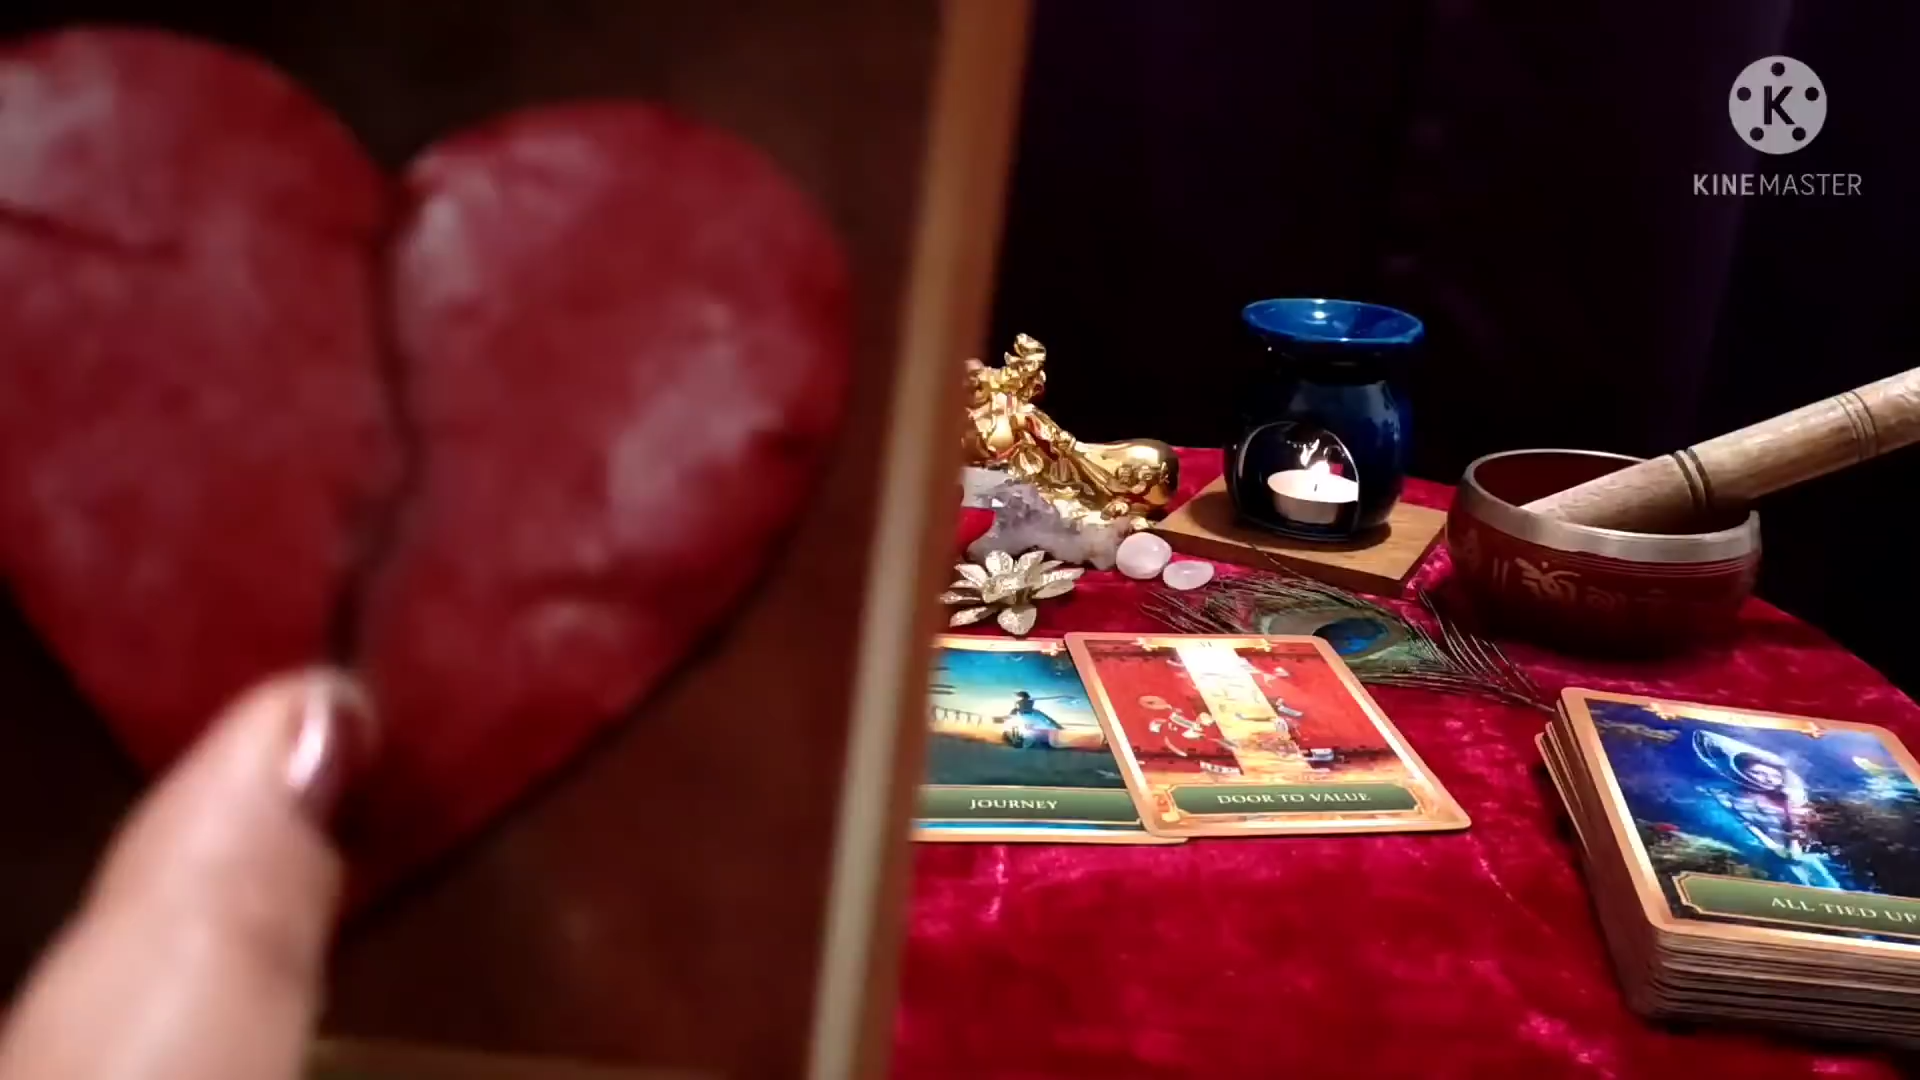 K
KINEMASTER
JOURNEY
DOOR TO VALUE
ALL TIED UP